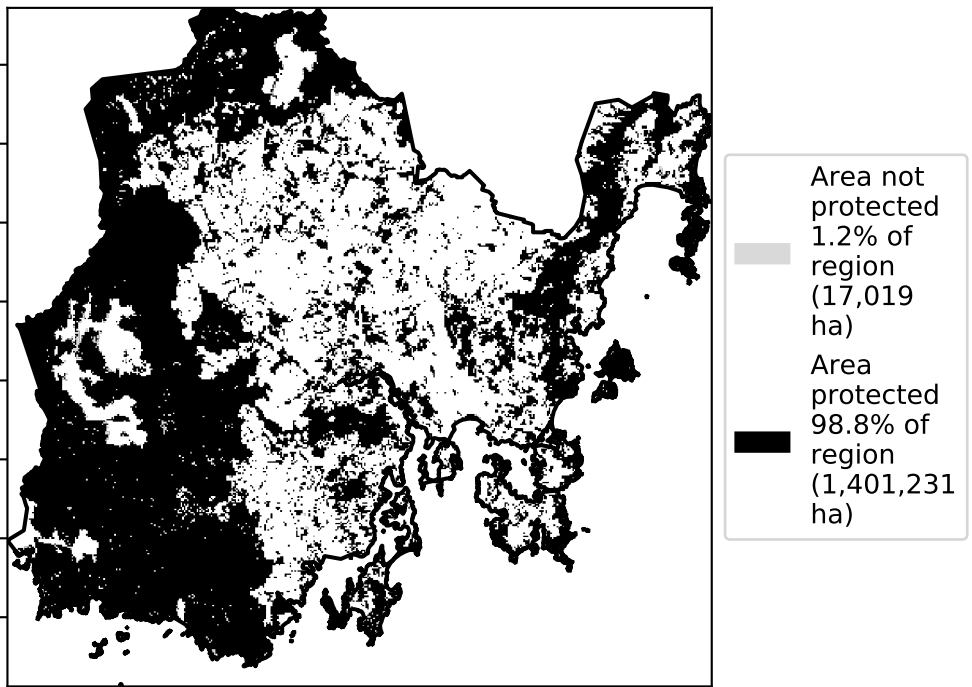 Area not
protected
1.2% of
region
(17,019
ha)
Area
protected
98.8% of
region
(1,401,231
ha)